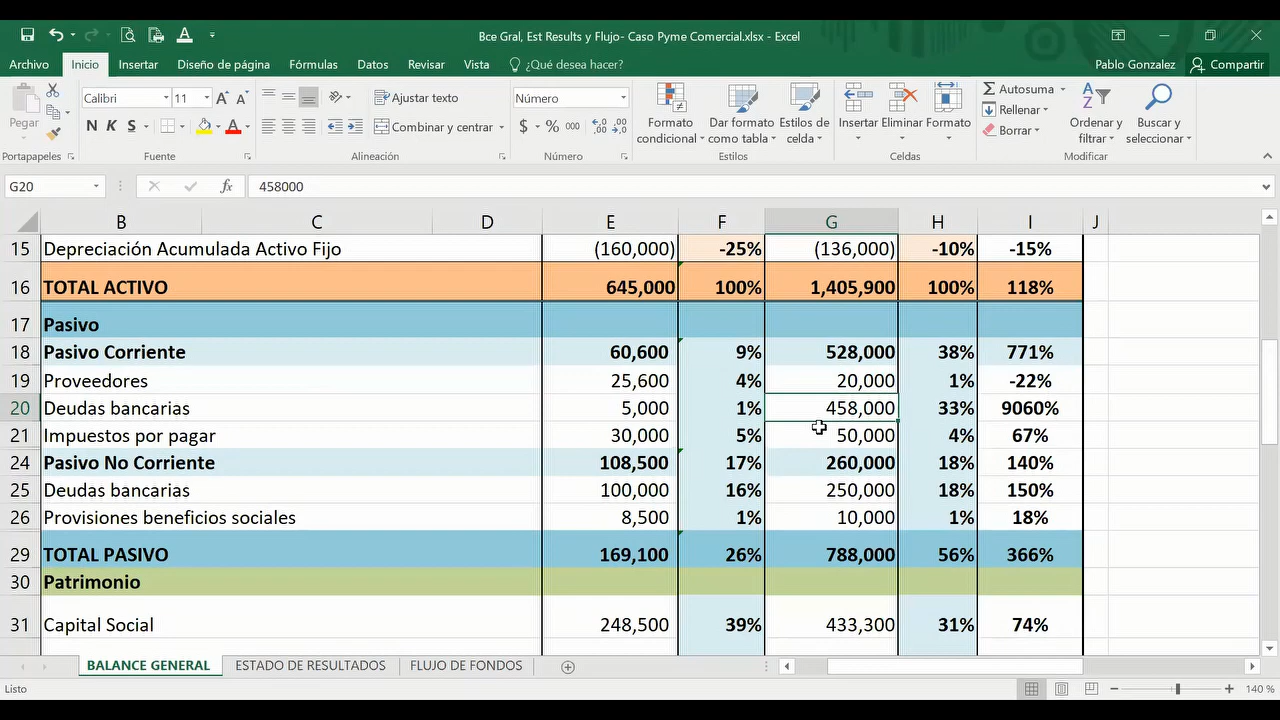 Bce Gral, Est Results y Flujo- Caso Pyme Comercial.xlsx - Excel
Archivo Inicio Insertar Diseño de página Fórmulas Datos Revisar Vista ¿Qué desea hacer? Pablo Gonzalez Compartir
Pegar
Calibri 11
N K S
Ajustar texto
Combinar y centrar
Número
$ % 000
Formato condicional
Dar formato como tabla
Estilos de celda
Insertar Eliminar Formato
Autosuma
Rellenar
Borrar
Ordenar y filtrar
Buscar y seleccionar
Portapapeles Fuente Alineación Número Estilos Celdas Modificar
G20 fx 458000
B C D E F G H I J
15 Depreciación Acumulada Activo Fijo (160,000) -25% (136,000) -10% -15%
16 TOTAL ACTIVO 645,000 100% 1,405,900 100% 118%
17 Pasivo
18 Pasivo Corriente 60,600 9% 528,000 38% 771%
19 Proveedores 25,600 4% 20,000 1% -22%
20 Deudas bancarias 5,000 1% 458,000 33% 9060%
21 Impuestos por pagar 30,000 5% 50,000 4% 67%
24 Pasivo No Corriente 108,500 17% 260,000 18% 140%
25 Deudas bancarias 100,000 16% 250,000 18% 150%
26 Provisiones beneficios sociales 8,500 1% 10,000 1% 18%
29 TOTAL PASIVO 169,100 26% 788,000 56% 366%
30 Patrimonio
31 Capital Social 248,500 39% 433,300 31% 74%
BALANCE GENERAL ESTADO DE RESULTADOS FLUJO DE FONDOS
Listo 140 %